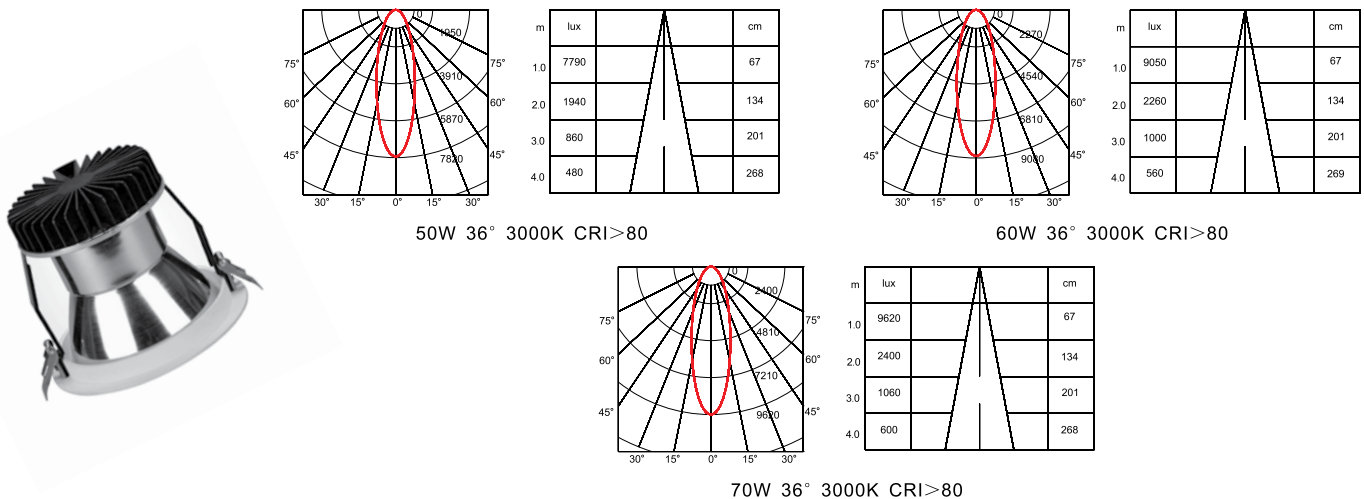 0
1950
3910
5870
7820
75° 75°
60° 60°
45° 45°
30° 15° 0° 15° 30°
m lux cm
1.0 7790 67
2.0 1940 134
3.0 860 201
4.0 480 268
50W 36° 3000K CRI>80
0
2270
4540
6810
9080
75° 75°
60° 60°
45° 45°
30° 15° 0° 15° 30°
m lux cm
1.0 9050 67
2.0 2260 134
3.0 1000 201
4.0 560 269
60W 36° 3000K CRI>80
0
2400
4810
7210
9620
75° 75°
60° 60°
45° 45°
30° 15° 0° 15° 30°
m lux cm
1.0 9620 67
2.0 2400 134
3.0 1060 201
4.0 600 268
70W 36° 3000K CRI>80